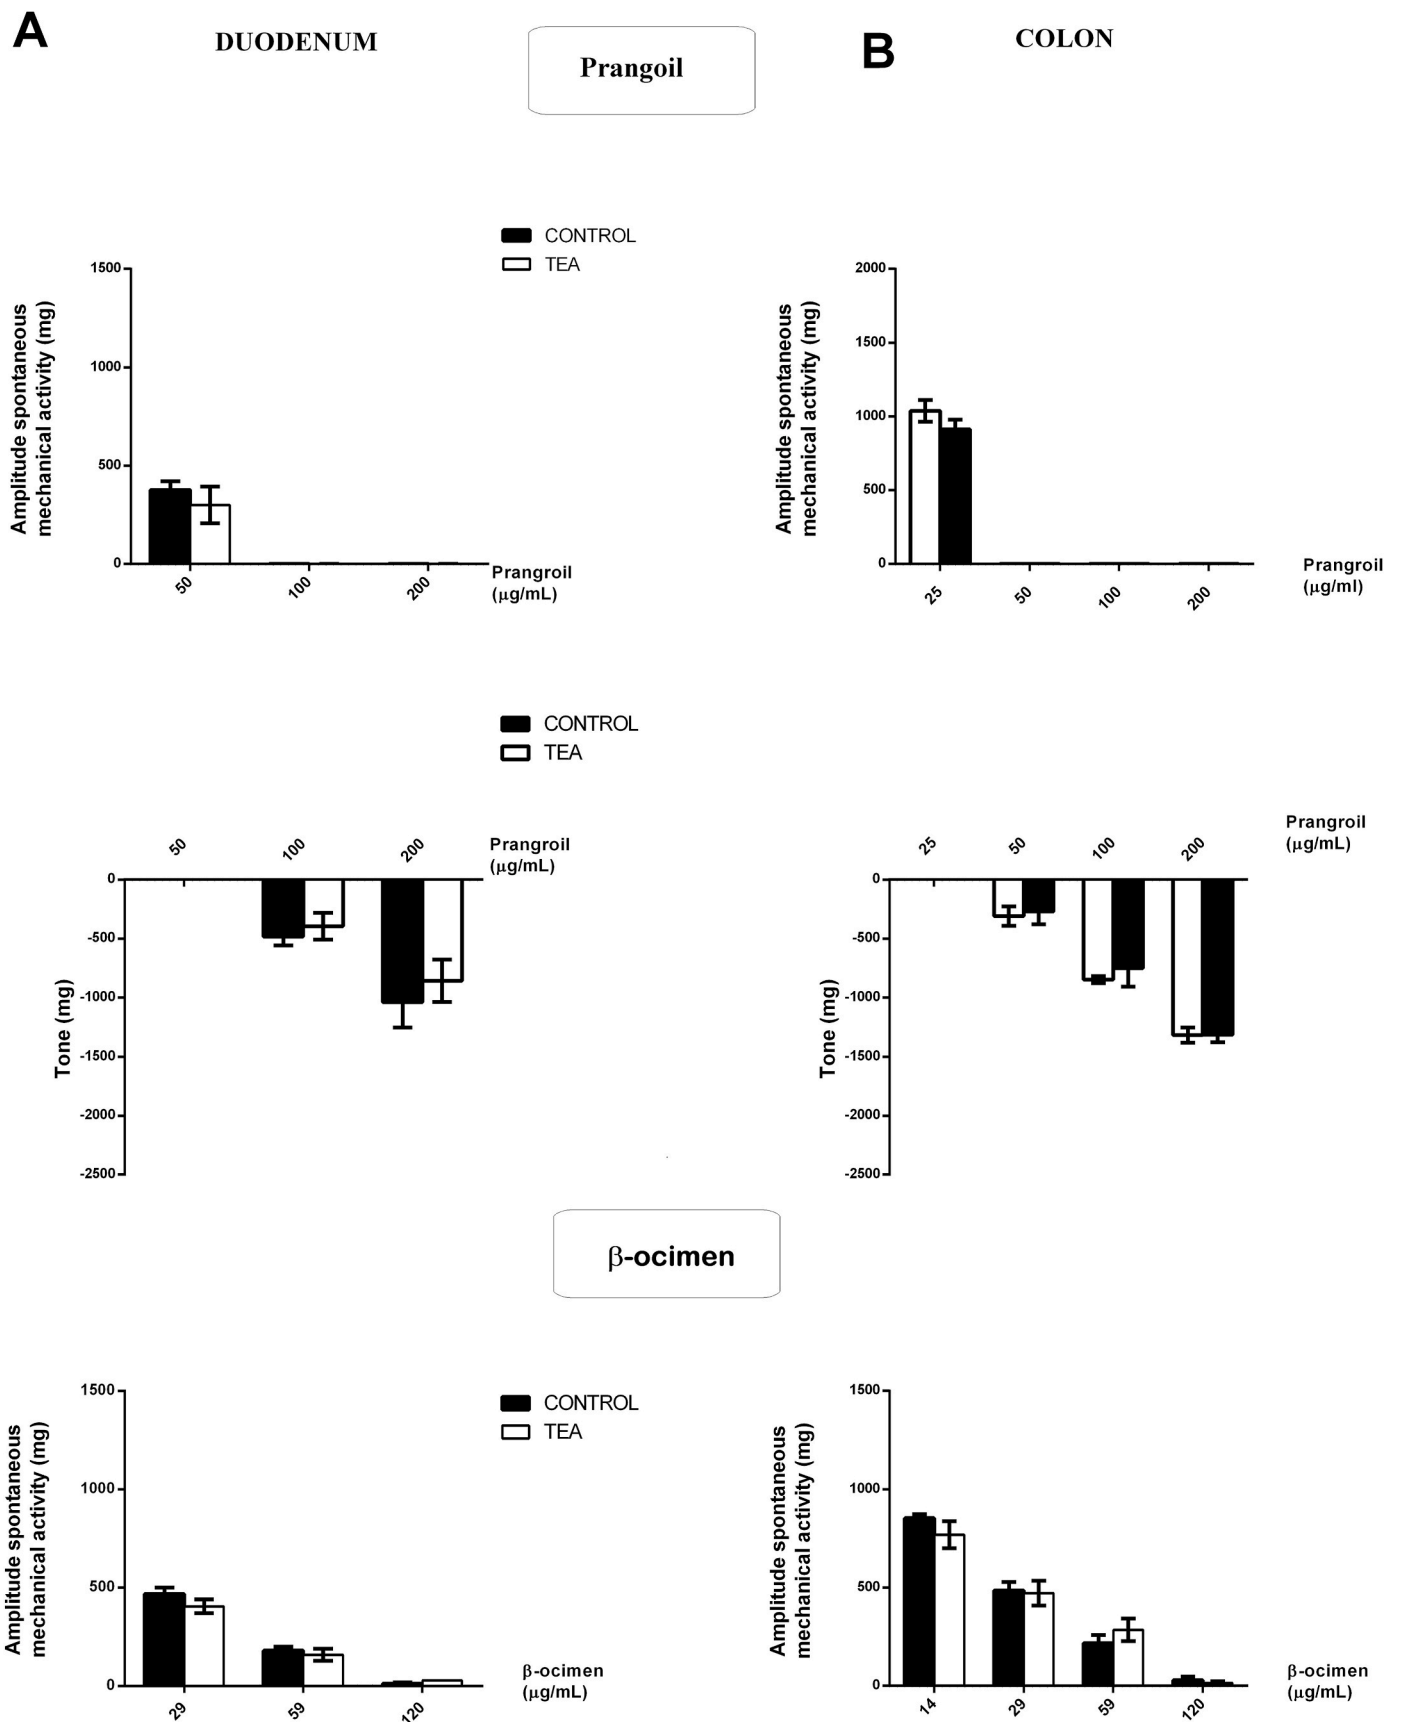 A
DUODENUM
Prangoil
B
COLON
CONTROL
TEA
Amplitude spontaneous
mechanical activity (mg)
1500
1000
500
0
50
100
200
Prangroil
(μg/mL)
Amplitude spontaneous
mechanical activity (mg)
2000
1500
1000
500
0
25
50
100
200
Prangroil
(μg/ml)
CONTROL
TEA
50
100
200
Prangroil
(μg/mL)
Tone (mg)
0
-500
-1000
-1500
-2000
-2500
25
50
100
200
Prangroil
(μg/mL)
Tone (mg)
0
-500
-1000
-1500
-2000
-2500
β-ocimen
CONTROL
TEA
Amplitude spontaneous
mechanical activity (mg)
1500
1000
500
0
29
59
120
β-ocimen
(μg/mL)
Amplitude spontaneous
mechanical activity (mg)
1500
1000
500
0
14
29
59
120
β-ocimen
(μg/mL)